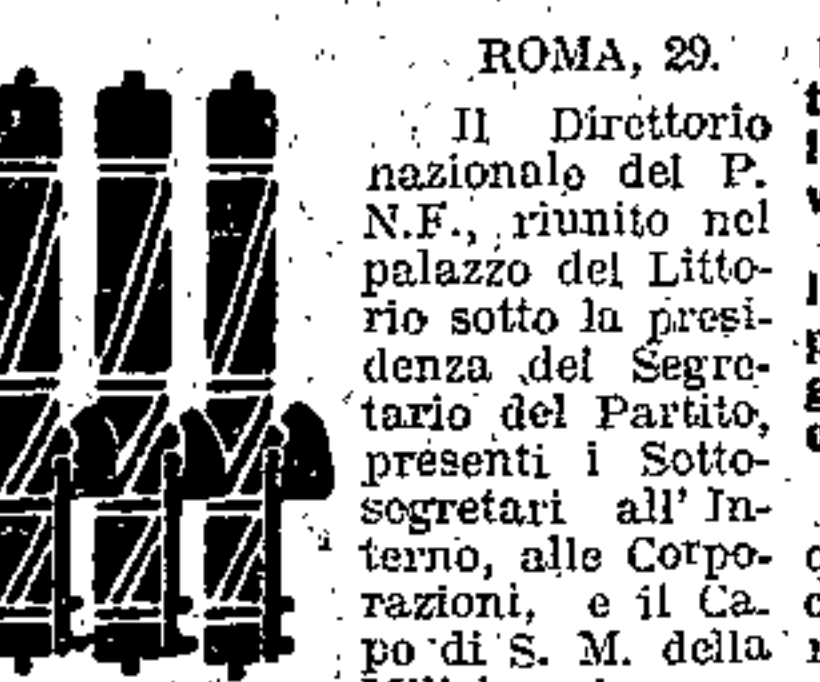 ROMA, 29.
Il Direttorio
nazionale del P.
N.F., riunito nel
palazzo del Litto-
rio sotto la presi-
denza del Segre-
tario del Partito,
presenti i Sotto-
segretari all' In-
terno, alle Corpo-
razioni, e il Ca-
po di S. M. della